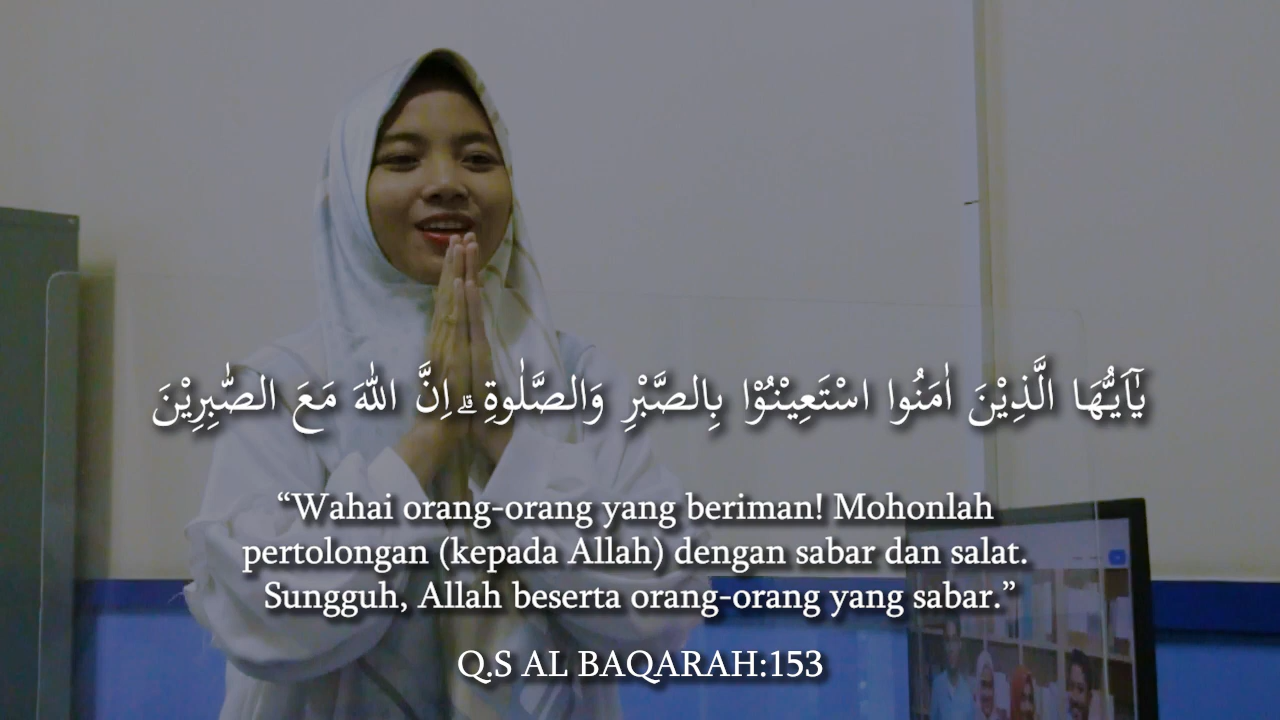 يٰٓاَيُّهَا الَّذِيْنَ اٰمَنُوا اسْتَعِيْنُوْا بِالصَّبْرِ وَالصَّلٰوةِ ۗ اِنَّ اللّٰهَ مَعَ الصّٰبِرِيْنَ
“Wahai orang-orang yang beriman! Mohonlah
pertolongan (kepada Allah) dengan sabar dan salat.
Sungguh, Allah beserta orang-orang yang sabar.”
Q.S AL BAQARAH:153